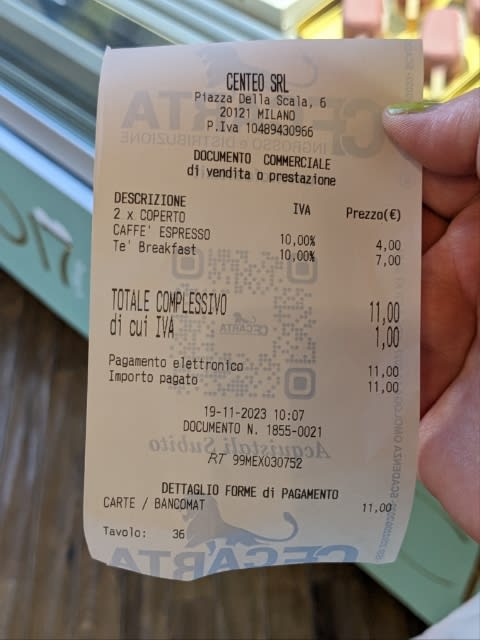 CENTEO SRL
Piazza Della Scala, 6
20121 MILANO
P.Iva 10489430966
DOCUMENTO COMMERCIALE
di vendita o prestazione
DESCRIZIONE IVA Prezzo(€)
2 x COPERTO
CAFFE' ESPRESSO 10,00% 4,00
Te' Breakfast 10,00% 7,00
TOTALE COMPLESSIVO 11,00
di cui IVA 1,00
Pagamento elettronico 11,00
Importo pagato 11,00
19-11-2023 10:07
DOCUMENTO N. 1855-0021
Acquistali Subito
RT 99MEX030752
DETTAGLIO FORME di PAGAMENTO
CARTE / BANCOMAT 11,00
Tavolo: 36
CECARTA